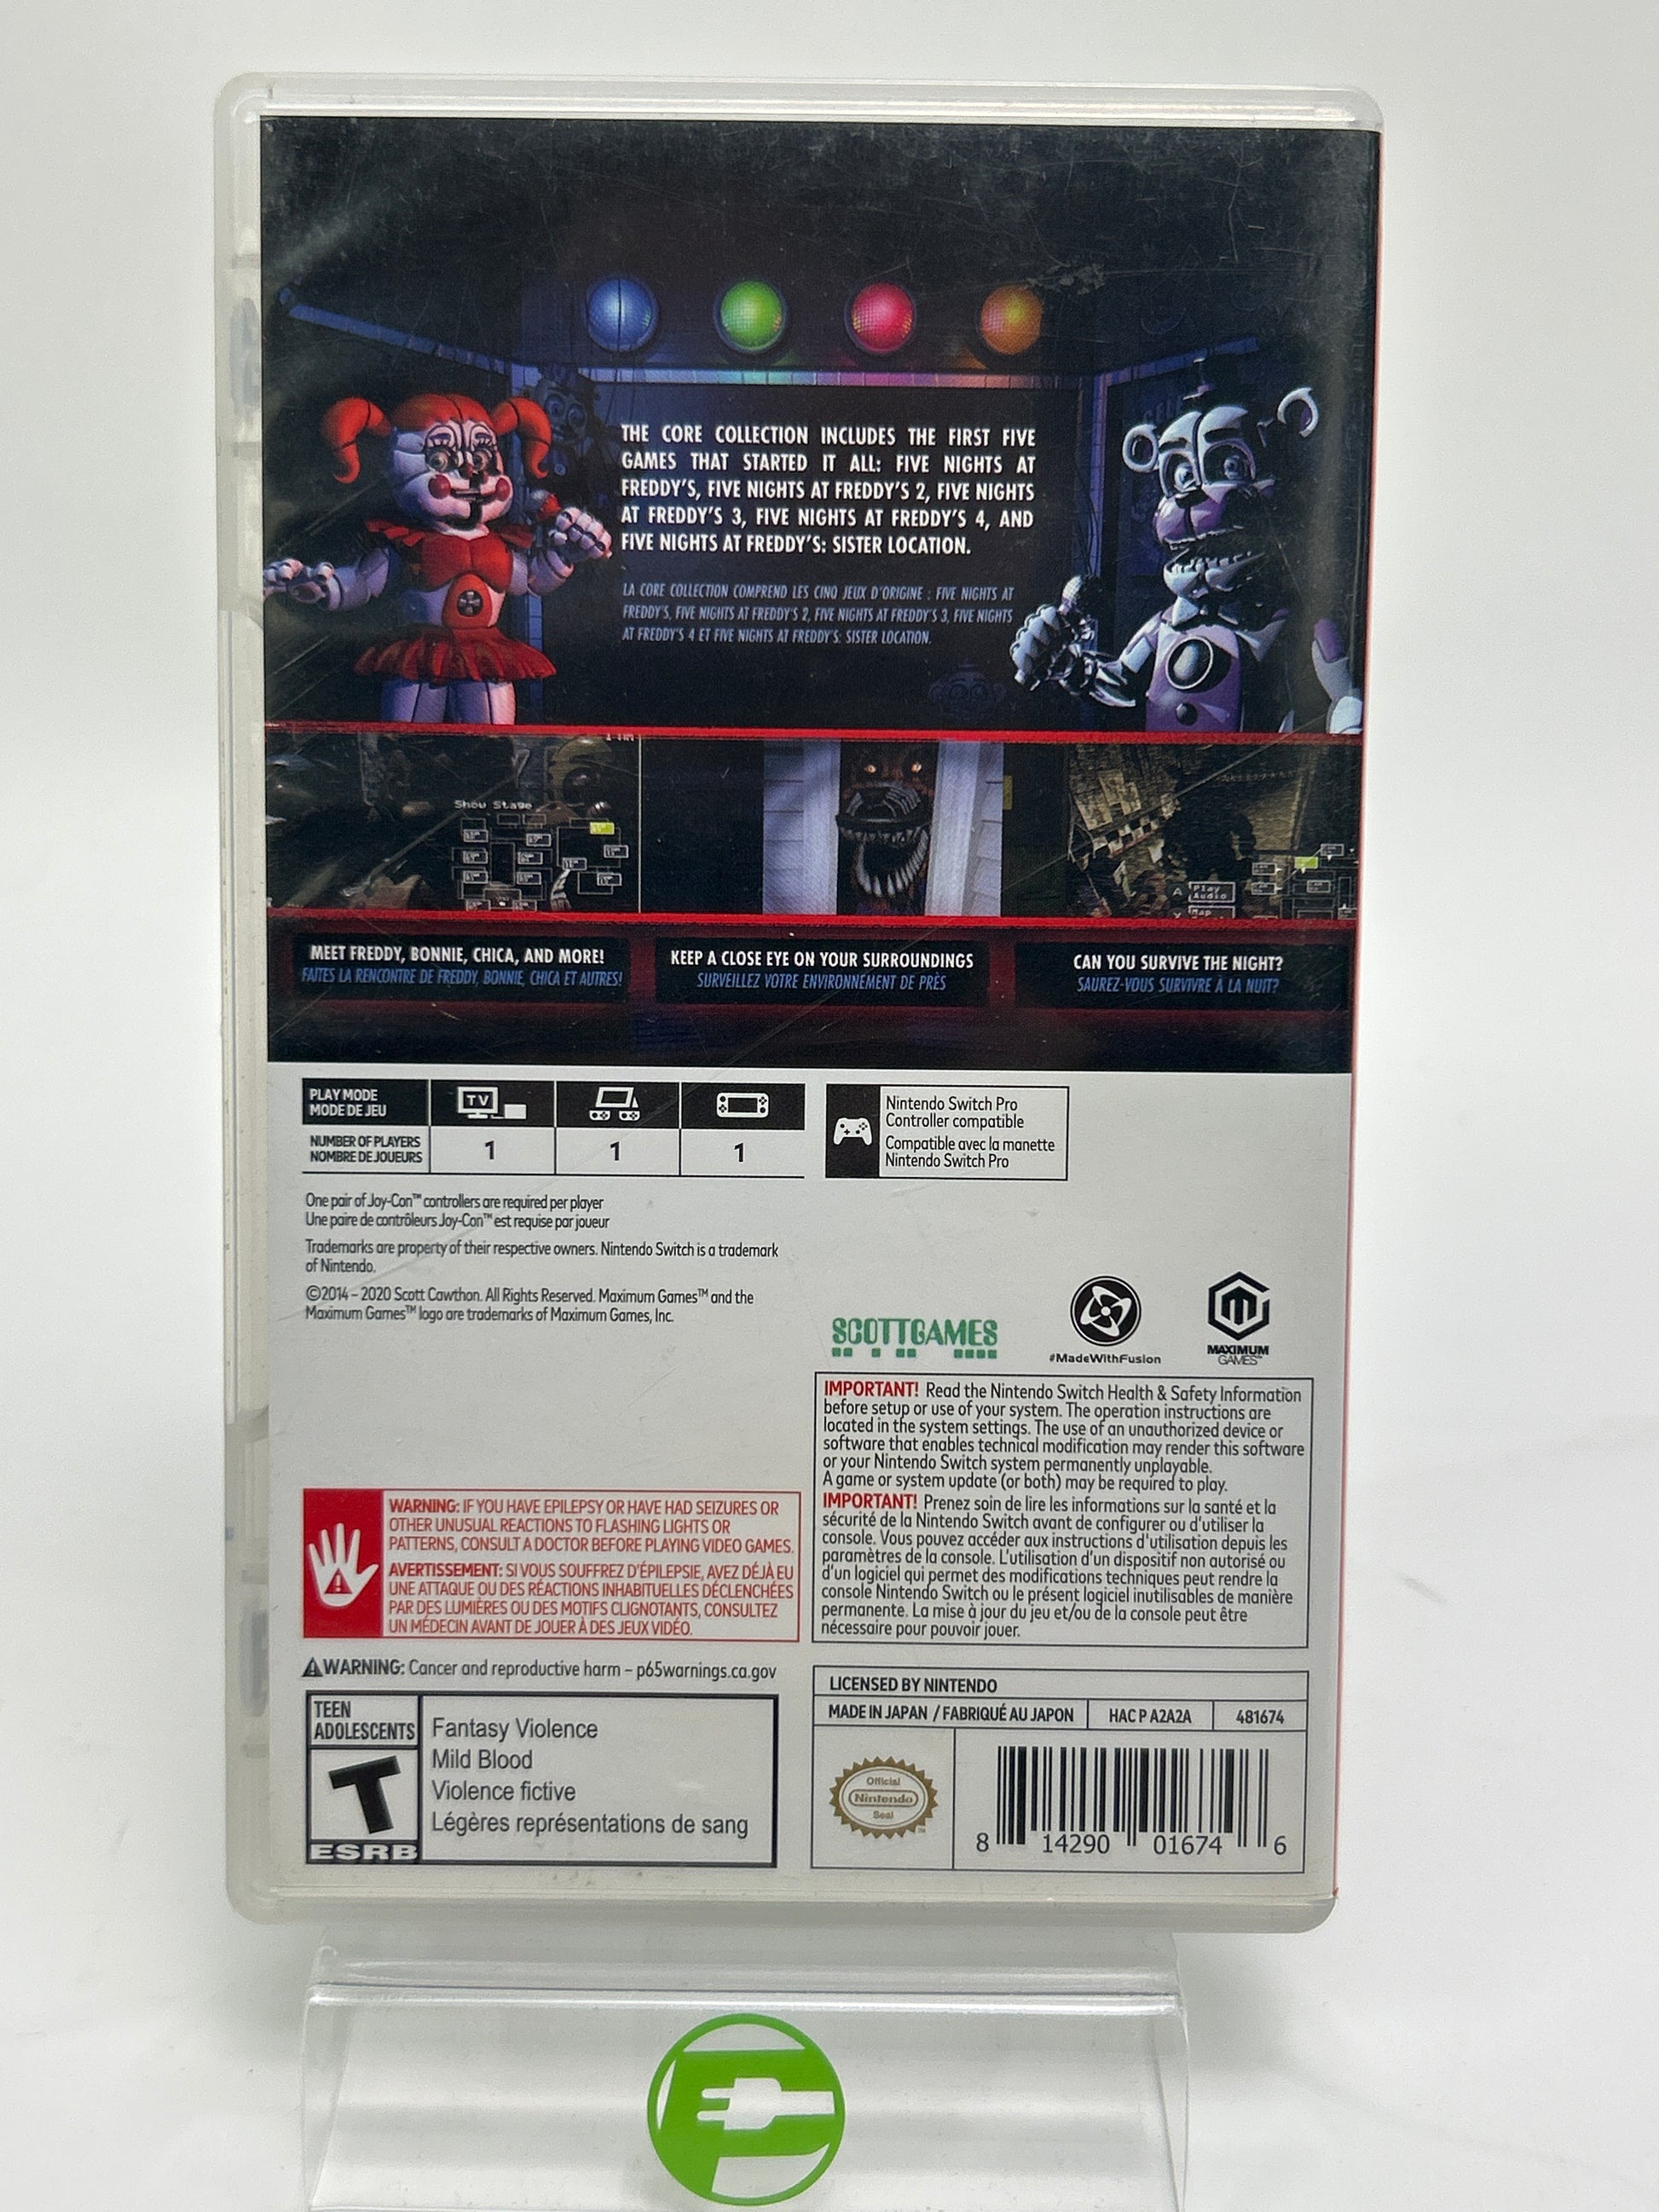 THE CORE COLLECTION INCLUDES THE FIRST FIVE
GAMES THAT STARTED IT ALL: FIVE NIGHTS AT
FREDDY'S, FIVE NIGHTS AT FREDDY'S 2, FIVE NIGHTS
AT FREDDY'S 3, FIVE NIGHTS AT FREDDY'S 4, AND
FIVE NIGHTS AT FREDDY'S: SISTER LOCATION.
LA CORE COLLECTION COMPREND LES CINQ JEUX D'ORIGINE : FIVE NIGHTS AT
FREDDY'S, FIVE NIGHTS AT FREDDY'S 2, FIVE NIGHTS AT FREDDY'S 3, FIVE NIGHTS
AT FREDDY'S 4 ET FIVE NIGHTS AT FREDDY'S: SISTER LOCATION.
Show Stage
Play
Audio
Map
MEET FREDDY, BONNIE, CHICA, AND MORE!
FAITES LA RENCONTRE DE FREDDY, BONNIE, CHICA ET AUTRES!
KEEP A CLOSE EYE ON YOUR SURROUNDINGS
SURVEILLEZ VOTRE ENVIRONNEMENT DE PRÈS
CAN YOU SURVIVE THE NIGHT?
SAUREZ-VOUS SURVIVRE À LA NUIT?
PLAY MODE
MODE DE JEU
TV
NUMBER OF PLAYERS
NOMBRE DE JOUEURS
1 1 1
Nintendo Switch Pro
Controller compatible
Compatible avec la manette
Nintendo Switch Pro
One pair of Joy-Con™ controllers are required per player
Une paire de contrôleurs Joy-Con™ est requise par joueur
Trademarks are property of their respective owners. Nintendo Switch is a trademark
of Nintendo.
©2014 – 2020 Scott Cawthon. All Rights Reserved. Maximum Games™ and the
Maximum Games™ logo are trademarks of Maximum Games, Inc.
SCOTTGAMES
#MadeWithFusion
MAXIMUM
GAMES™
IMPORTANT! Read the Nintendo Switch Health & Safety Information
before setup or use of your system. The operation instructions are
located in the system settings. The use of an unauthorized device or
software that enables technical modification may render this software
or your Nintendo Switch system permanently unplayable.
A game or system update (or both) may be required to play.
IMPORTANT! Prenez soin de lire les informations sur la santé et la
sécurité de la Nintendo Switch avant de configurer ou d'utiliser la
console. Vous pouvez accéder aux instructions d'utilisation depuis les
paramètres de la console. L'utilisation d'un dispositif non autorisé ou
d'un logiciel qui permet des modifications techniques peut rendre la
console Nintendo Switch ou le présent logiciel inutilisables de manière
permanente. La mise à jour du jeu et/ou de la console peut être
nécessaire pour pouvoir jouer.
WARNING: IF YOU HAVE EPILEPSY OR HAVE HAD SEIZURES OR
OTHER UNUSUAL REACTIONS TO FLASHING LIGHTS OR
PATTERNS, CONSULT A DOCTOR BEFORE PLAYING VIDEO GAMES.
AVERTISSEMENT: SI VOUS SOUFFREZ D'ÉPILEPSIE, AVEZ DÉJÀ EU
UNE ATTAQUE OU DES RÉACTIONS INHABITUELLES DÉCLENCHÉES
PAR DES LUMIÈRES OU DES MOTIFS CLIGNOTANTS, CONSULTEZ
UN MÉDECIN AVANT DE JOUER À DES JEUX VIDÉO.
WARNING: Cancer and reproductive harm – p65warnings.ca.gov
TEEN
ADOLESCENTS
T
ESRB
Fantasy Violence
Mild Blood
Violence fictive
Légères représentations de sang
LICENSED BY NINTENDO
MADE IN JAPAN / FABRIQUÉ AU JAPON HAC P A2A2A 481674
Official
Nintendo
Seal
8 14290 01674 6